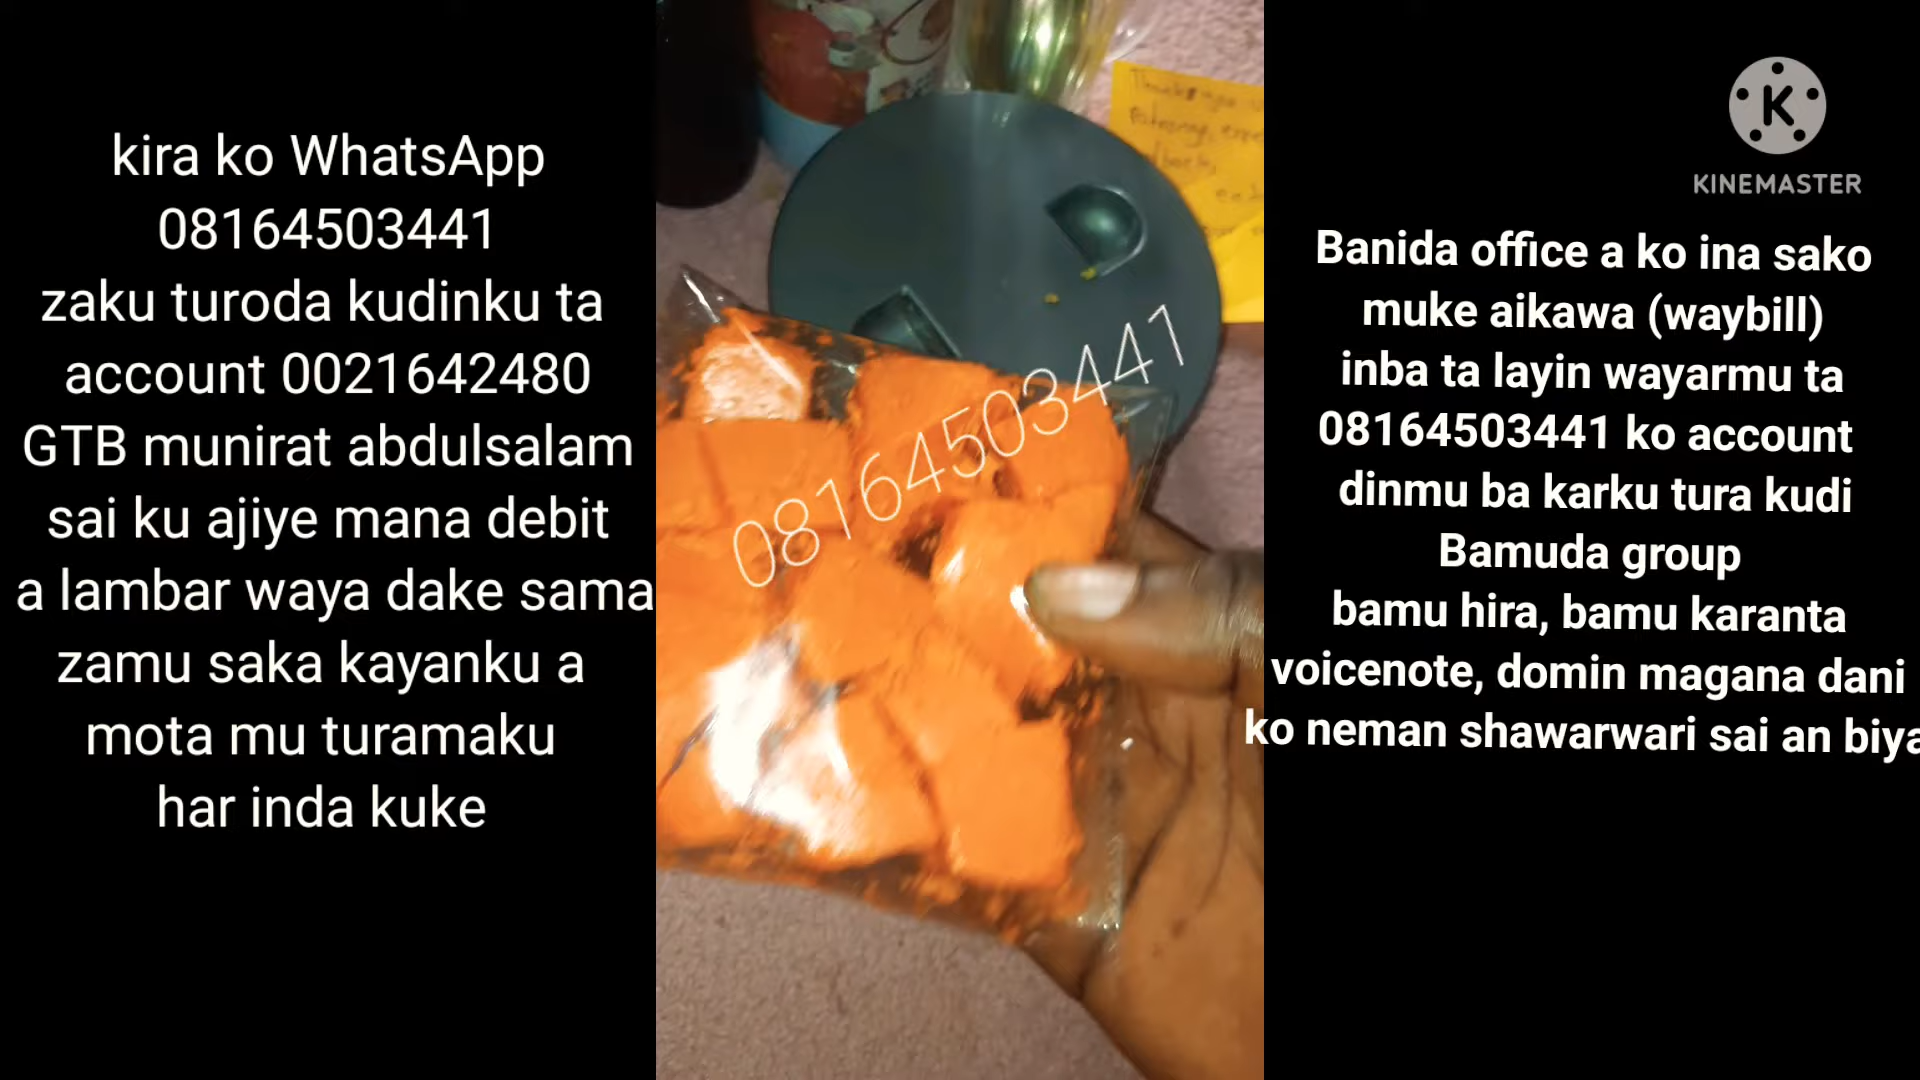 kira ko WhatsApp
08164503441
zaku turoda kudinku ta
account 0021642480
GTB munirat abdulsalam
sai ku ajiye mana debit
a lambar waya dake sama
zamu saka kayanku a
mota mu turamaku
har inda kuke
08164503441
KINEMASTER
Banida office a ko ina sako
muke aikawa (waybill)
inba ta layin wayarmu ta
08164503441 ko account
dinmu ba karku tura kudi
Bamuda group
bamu hira, bamu karanta
voicenote, domin magana dani
ko neman shawarwari sai an biya